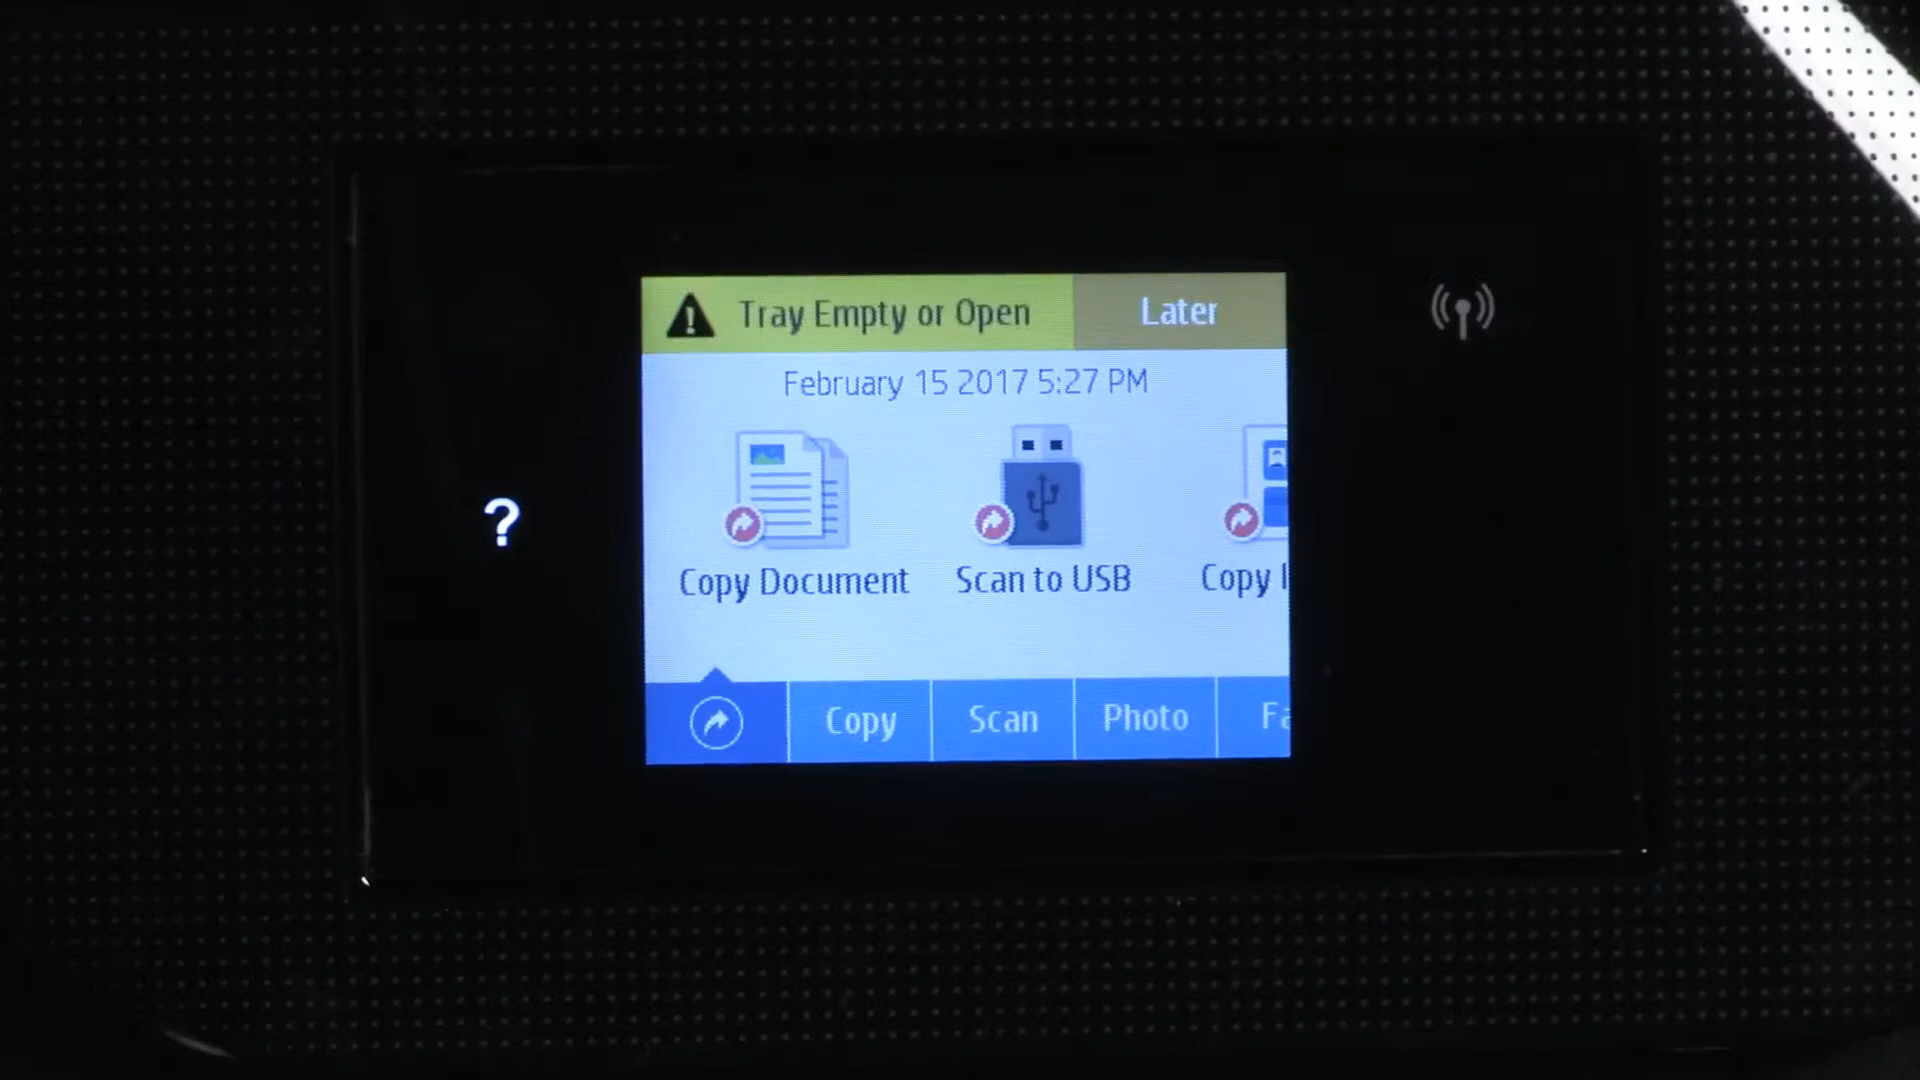 Tray Empty or Open Later
February 15 2017 5:27 PM
?
Copy Document Scan to USB Copy
Copy Scan Photo Fa